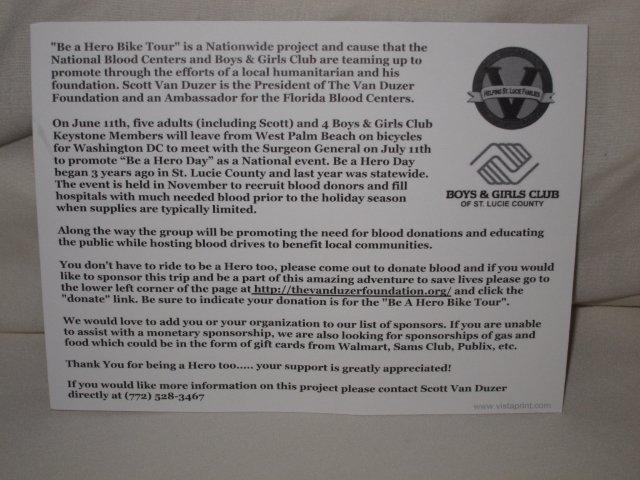 "Be a Hero Bike Tour" is a Nationwide project and cause that the
National Blood Centers and Boys & Girls Club are teaming up to
promote through the efforts of a local humanitarian and his
foundation. Scott Van Duzer is the President of The Van Duzer
Foundation and an Ambassador for the Florida Blood Centers.
V
HELPING ST. LUCIE FAMILIES
On June 11th, five adults (including Scott) and 4 Boys & Girls Club
Keystone Members will leave from West Palm Beach on bicycles
for Washington DC to meet with the Surgeon General on July 11th
to promote “Be a Hero Day” as a National event. Be a Hero Day
began 3 years ago in St. Lucie County and last year was statewide.
The event is held in November to recruit blood donors and fill
hospitals with much needed blood prior to the holiday season
when supplies are typically limited.
BOYS & GIRLS CLUB
OF ST. LUCIE COUNTY
Along the way the group will be promoting the need for blood donations and educating
the public while hosting blood drives to benefit local communities.
You don't have to ride to be a Hero too, please come out to donate blood and if you would
like to sponsor this trip and be a part of this amazing adventure to save lives please go to
the lower left corner of the page at http://thevanduzerfoundation.org/ and click the
"donate" link. Be sure to indicate your donation is for the "Be A Hero Bike Tour".
We would love to add you or your organization to our list of sponsors. If you are unable
to assist with a monetary sponsorship, we are also looking for sponsorships of gas and
food which could be in the form of gift cards from Walmart, Sams Club, Publix, etc.
Thank You for being a Hero too..... your support is greatly appreciated!
If you would like more information on this project please contact Scott Van Duzer
directly at (772) 528-3467
www.vistaprint.com